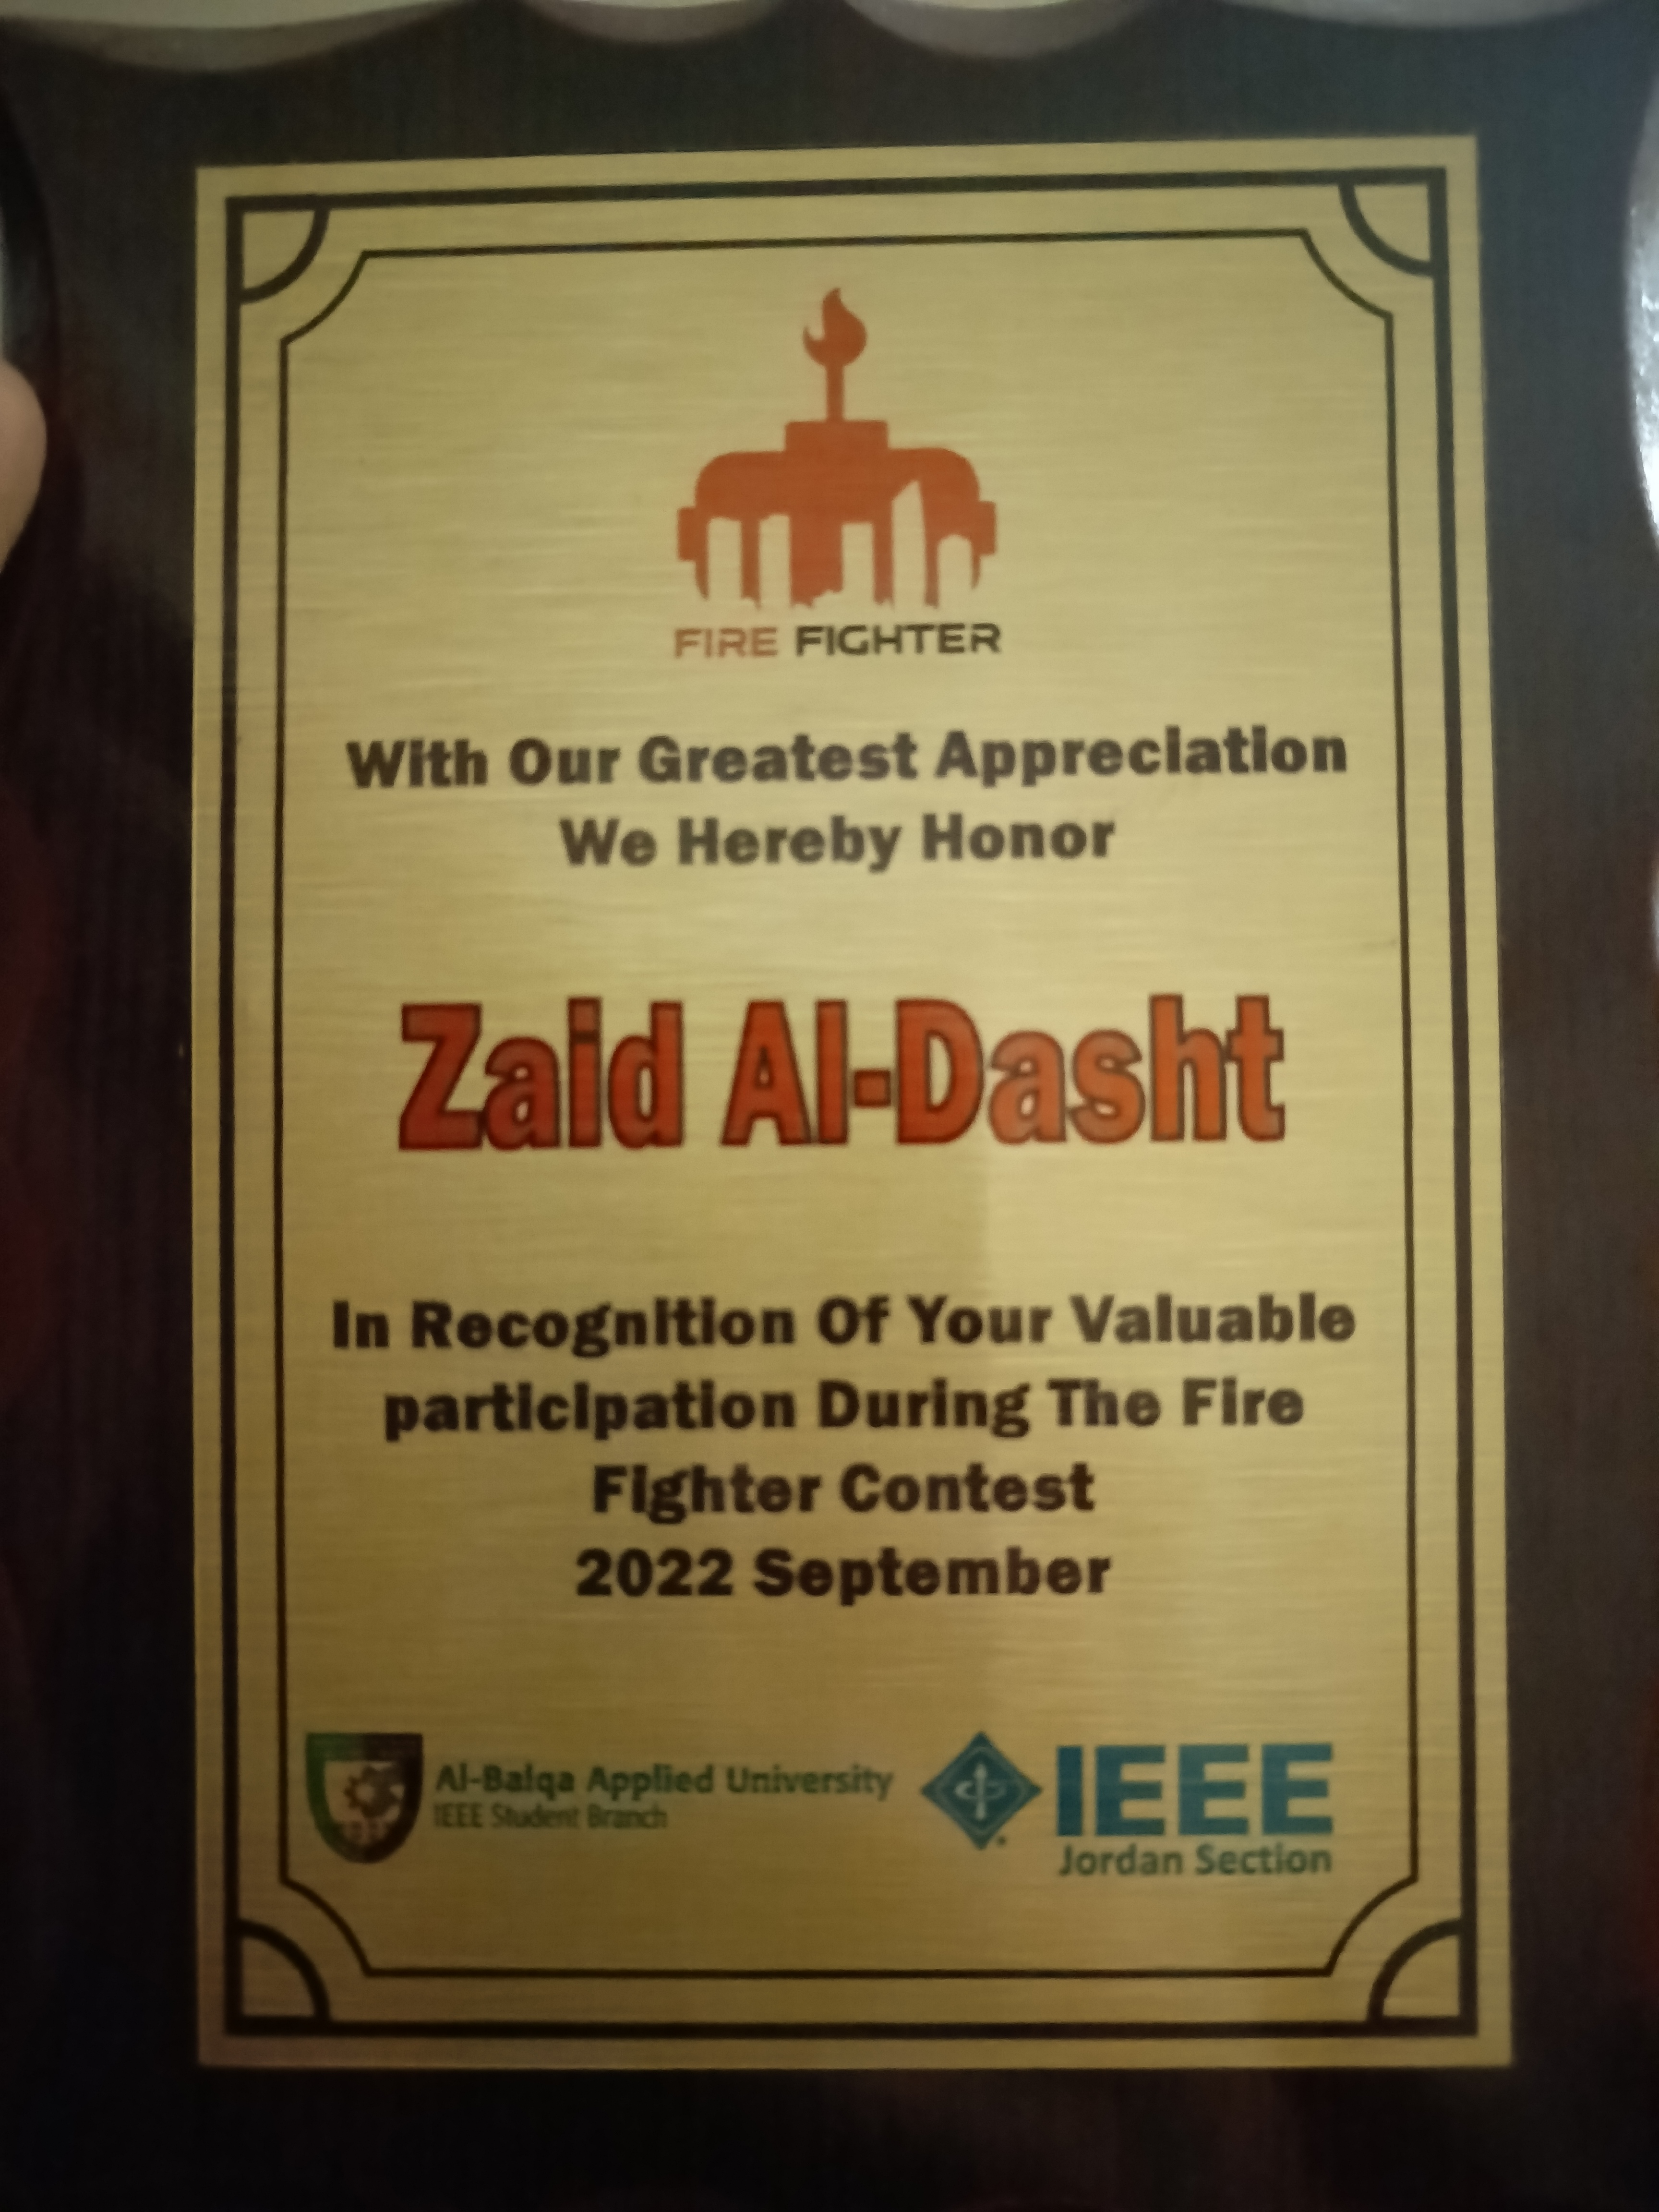 FIRE FIGHTER
With Our Greatest Appreciation
We Hereby Honor
Zaid Al-Dasht
In Recognition Of Your Valuable
participation During The Fire
Fighter Contest
2022 September
Al-Balqa Applied University
IEEE Student Branch
IEEE
Jordan Section